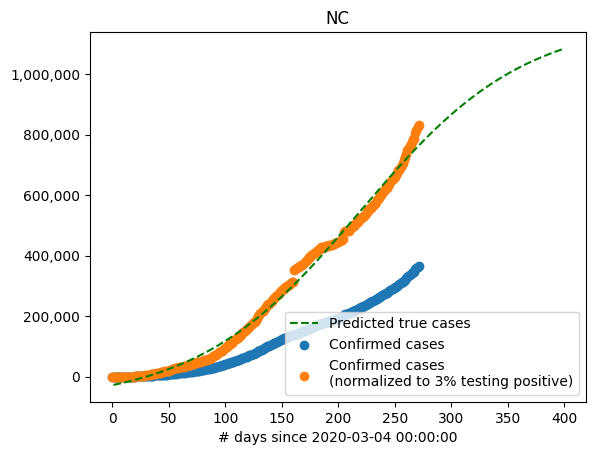 NC
1,000,000
800,000
600,000
400,000
200,000
0
Predicted true cases
Confirmed cases
Confirmed cases
(normalized to 3% testing positive)
0 50 100 150 200 250 300 350 400
# days since 2020-03-04 00:00:00